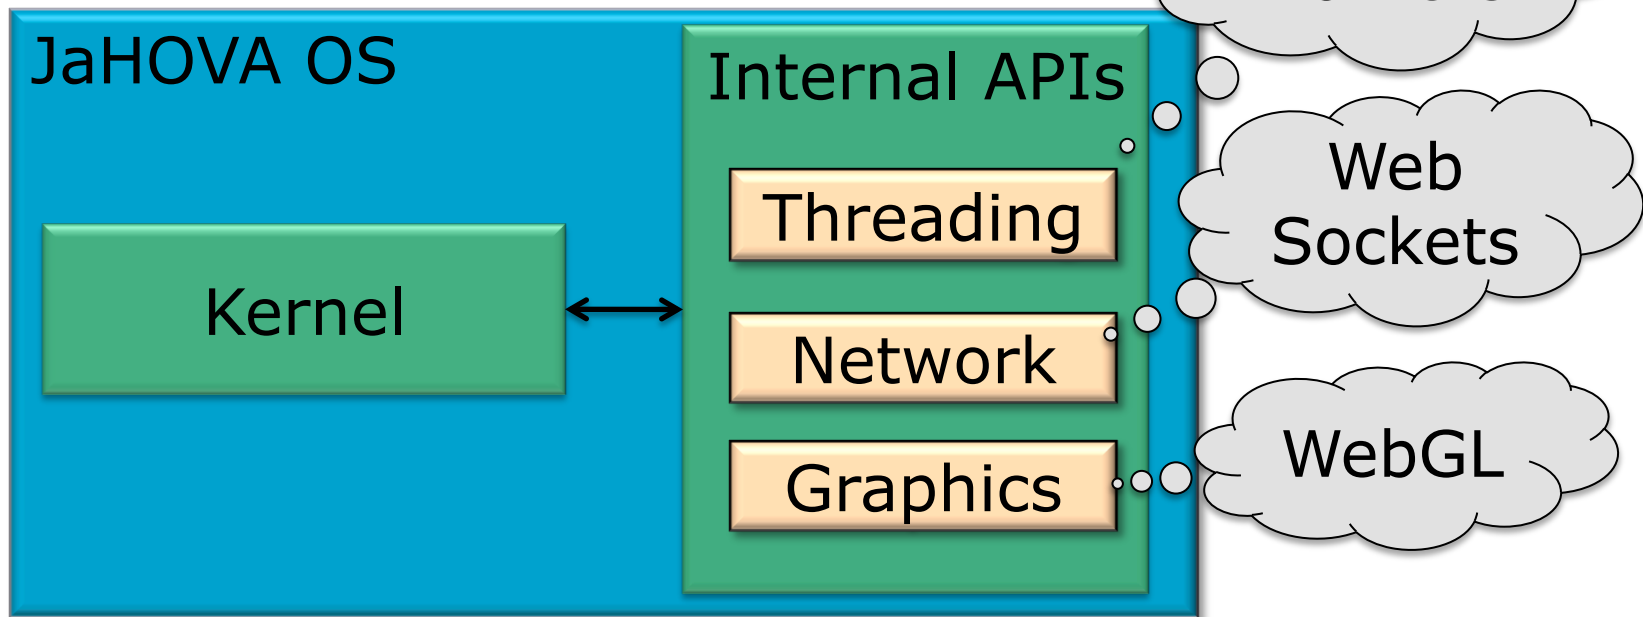 JaHOVA OS
Internal APIs
Threading
Kernel
Network
Graphics
Web
Sockets
WebGL